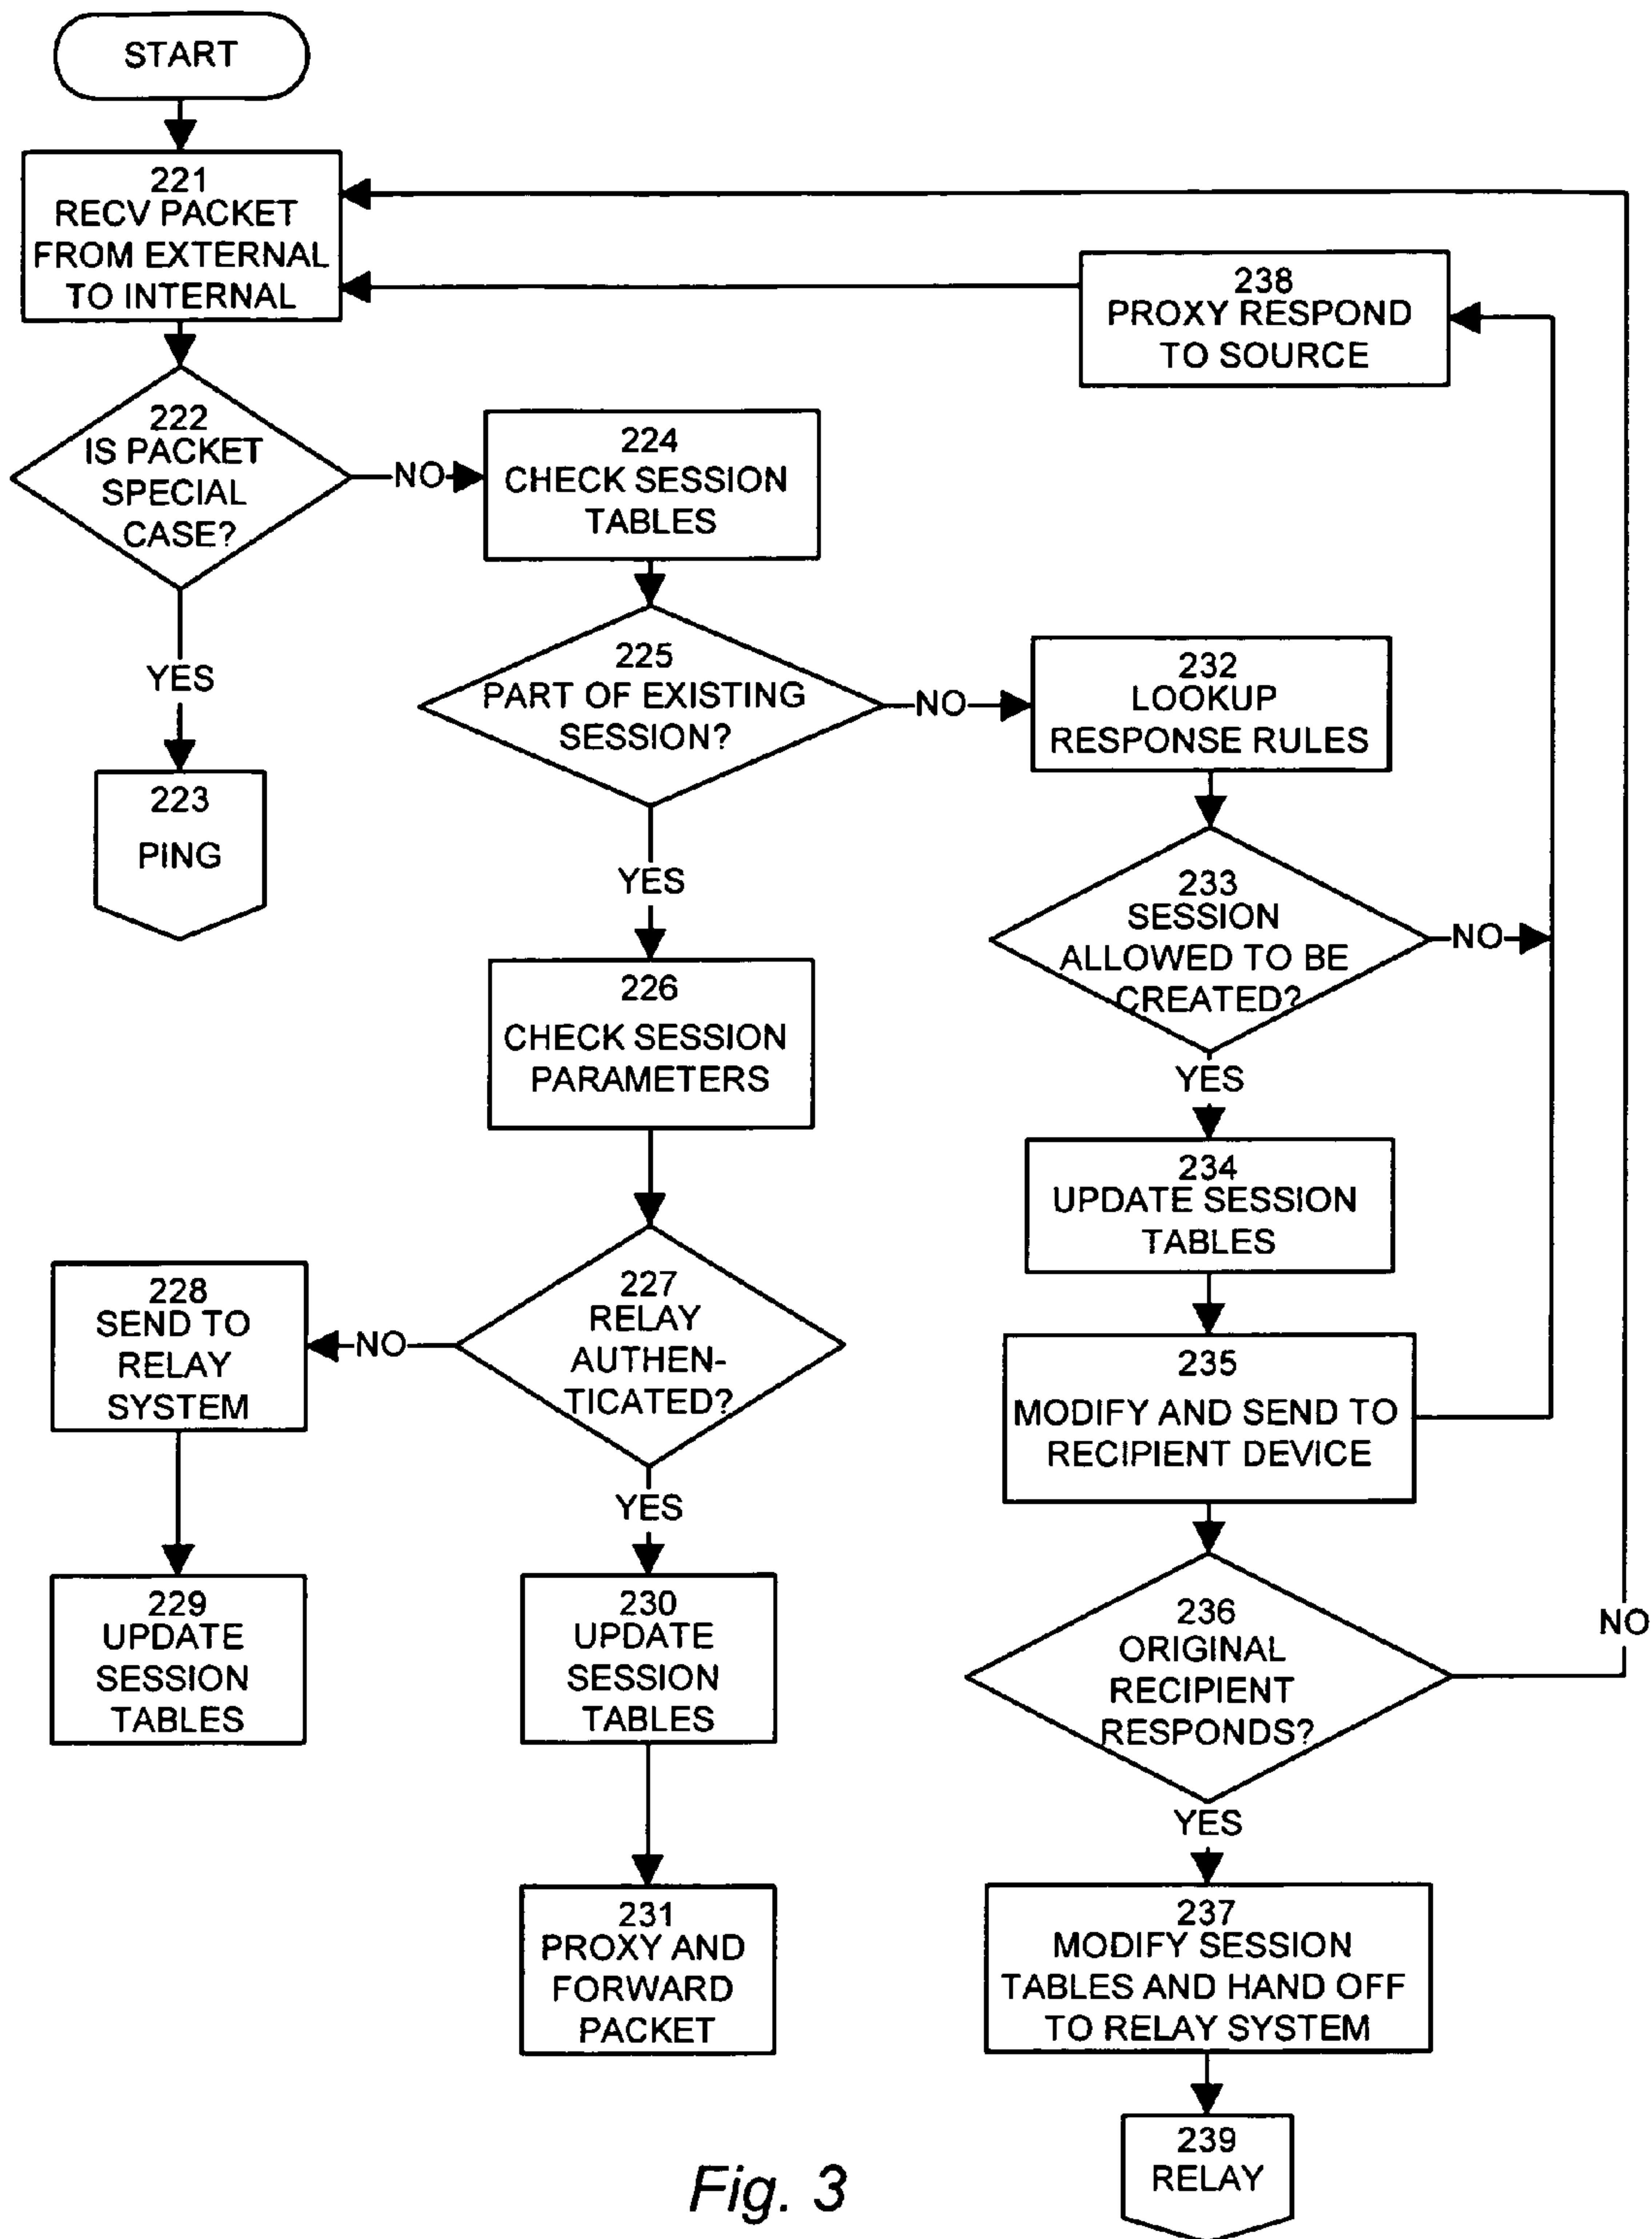 START
221
RECV PACKET
FROM EXTERNAL
TO INTERNAL
238
PROXY RESPOND
TO SOURCE
222
IS PACKET
SPECIAL
CASE?
NO
224
CHECK SESSION
TABLES
YES
223
PING
225
PART OF EXISTING
SESSION?
NO
232
LOOKUP
RESPONSE RULES
YES
233
SESSION
ALLOWED TO BE
CREATED?
NO
226
CHECK SESSION
PARAMETERS
YES
234
UPDATE SESSION
TABLES
227
RELAY
AUTHEN-
TICATED?
NO
228
SEND TO
RELAY
SYSTEM
235
MODIFY AND SEND TO
RECIPIENT DEVICE
YES
229
UPDATE
SESSION
TABLES
230
UPDATE
SESSION
TABLES
236
ORIGINAL
RECIPIENT
RESPONDS?
NO
YES
231
PROXY AND
FORWARD
PACKET
237
MODIFY SESSION
TABLES AND HAND OFF
TO RELAY SYSTEM
239
RELAY
Fig. 3